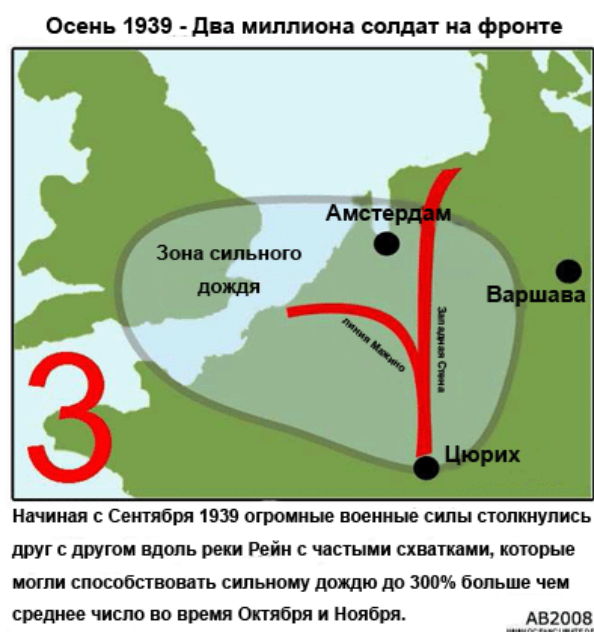 Осень 1939 - Два миллиона солдат на фронте
Амстердам
Зона сильного
дождя
Варшава
линия Мажино
Западная Стена
3
Цюрих
Начиная с Сентября 1939 огромные военные силы столкнулись
друг с другом вдоль реки Рейн с частыми схватками, которые
могли способствовать сильному дождю до 300% больше чем
среднее число во время Октября и Ноября.
AB2008